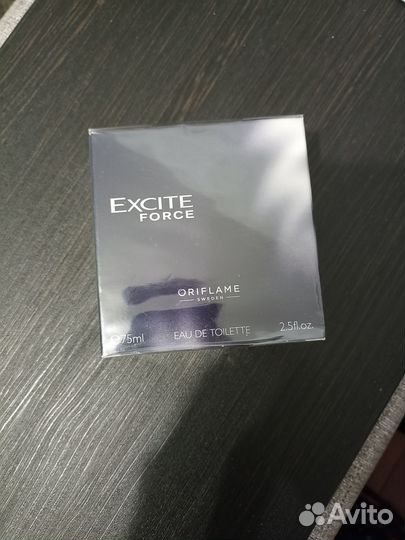 EXCITE
FORCE
ORIFLAME
SWEDEN
75ml EAU DE TOILETTE 2.5fl.oz.
Avito